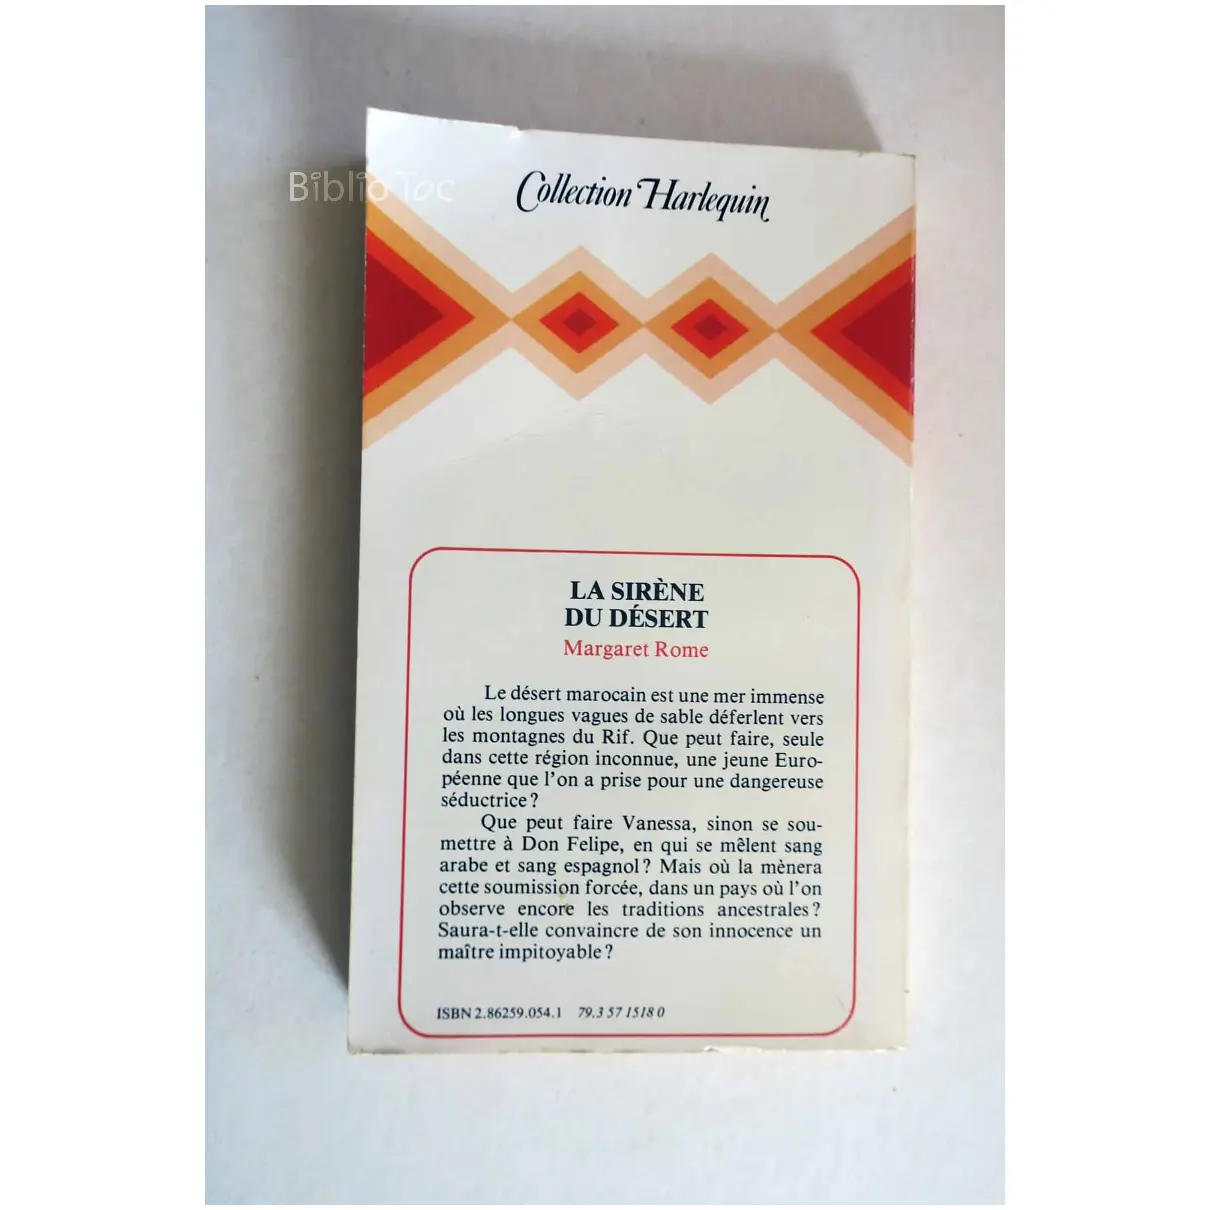 Biblio Toc
Collection Harlequin
LA SIRÈNE
DU DÉSERT
Margaret Rome
Le désert marocain est une mer immense
où les longues vagues de sable déferlent vers
les montagnes du Rif. Que peut faire, seule
dans cette région inconnue, une jeune Euro-
péenne que l'on a prise pour une dangereuse
séductrice ?
Que peut faire Vanessa, sinon se sou-
mettre à Don Felipe, en qui se mêlent sang
arabe et sang espagnol ? Mais où la mènera
cette soumission forcée, dans un pays où l'on
observe encore les traditions ancestrales ?
Saura-t-elle convaincre de son innocence un
maître impitoyable ?
ISBN 2.86259.054.1 79.3 57 1518 0